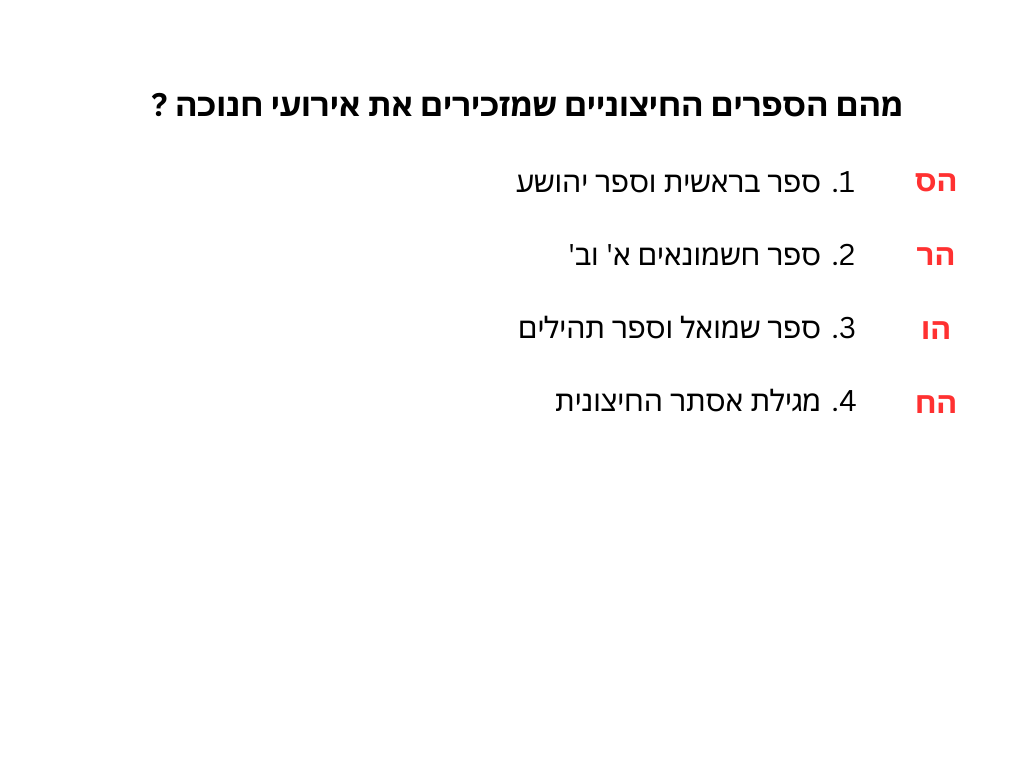 מהם הספרים החיצוניים שמזכירים את אירועי חנוכה ?
הס 1. ספר בראשית וספר יהושע
הר 2. ספר חשמונאים א' וב'
הו 3. ספר שמואל וספר תהילים
הח 4. מגילת אסתר החיצונית